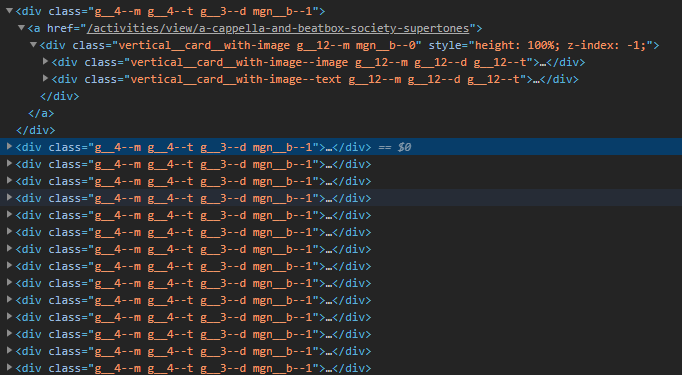 ▼<div class="g__4--m g__4--t g__3--d mgn__b--1">
▼<a href="/activities/view/a-cappella-and-beatbox-society-supertones">
▼<div class="vertical__card__with-image g__12--m mgn__b--0" style="height: 100%; z-index: -1;">
▶<div class="vertical__card__with-image--image g__12--m g__12--d g__12--t">…</div>
▶<div class="vertical__card__with-image--text g__12--m g__12--d g__12--t">…</div>
</div>
</a>
</div>
▶<div class="g__4--m g__4--t g__3--d mgn__b--1">…</div> == $0
▶<div class="g__4--m g__4--t g__3--d mgn__b--1">…</div>
▶<div class="g__4--m g__4--t g__3--d mgn__b--1">…</div>
▶<div class="g__4--m g__4--t g__3--d mgn__b--1">…</div>
▶<div class="g__4--m g__4--t g__3--d mgn__b--1">…</div>
▶<div class="g__4--m g__4--t g__3--d mgn__b--1">…</div>
▶<div class="g__4--m g__4--t g__3--d mgn__b--1">…</div>
▶<div class="g__4--m g__4--t g__3--d mgn__b--1">…</div>
▶<div class="g__4--m g__4--t g__3--d mgn__b--1">…</div>
▶<div class="g__4--m g__4--t g__3--d mgn__b--1">…</div>
▶<div class="g__4--m g__4--t g__3--d mgn__b--1">…</div>
▶<div class="g__4--m g__4--t g__3--d mgn__b--1">…</div>
▶<div class="g__4--m g__4--t g__3--d mgn__b--1">…</div>
▶<div class="g__4--m g__4--t g__3--d mgn__b--1">…</div>